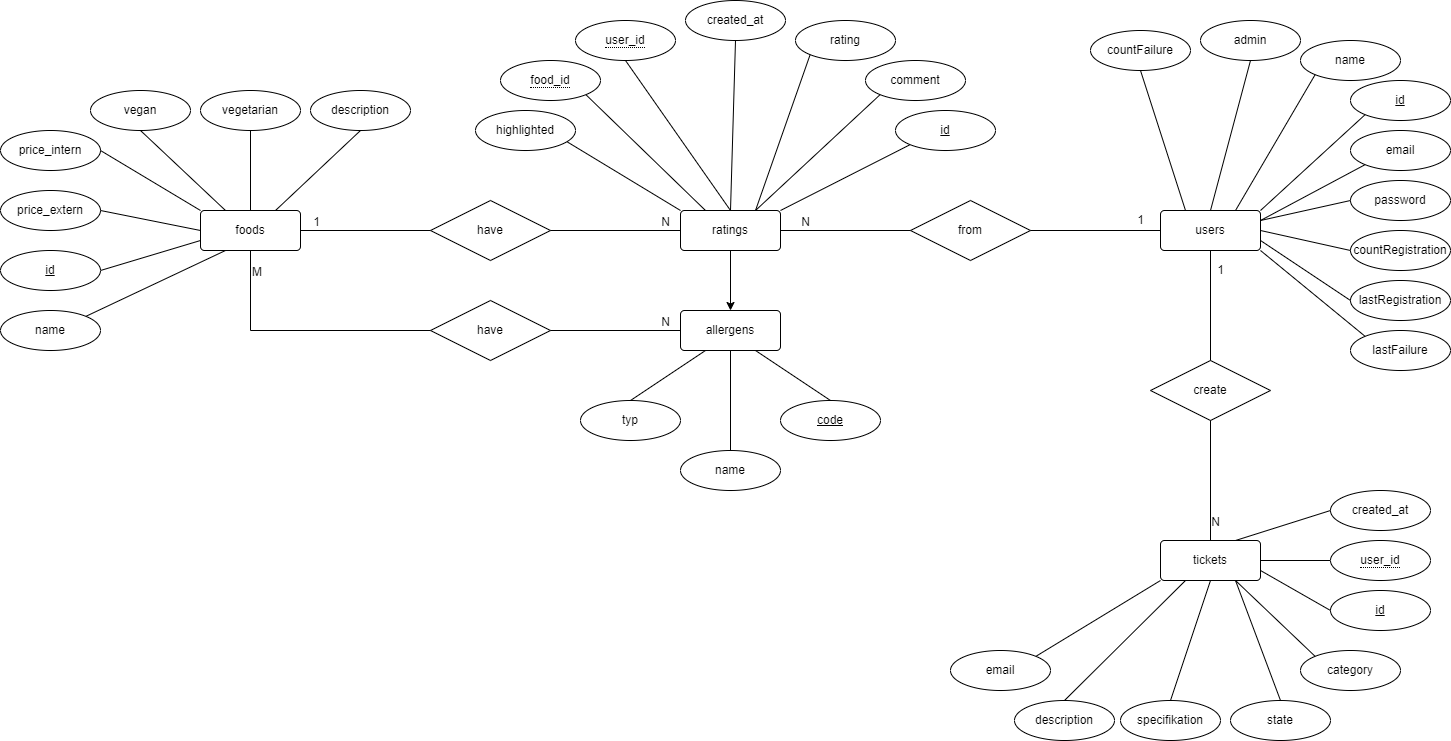 created_at
user_id
rating
countFailure
admin
name
food_id
comment
id
vegan
vegetarian
description
highlighted
id
email
price_intern
password
price_extern
foods
1
have
N
ratings
N
from
1
users
countRegistration
id
M
1
lastRegistration
name
have
N
allergens
lastFailure
create
typ
code
name
created_at
N
tickets
user_id
id
email
category
description
specifikation
state